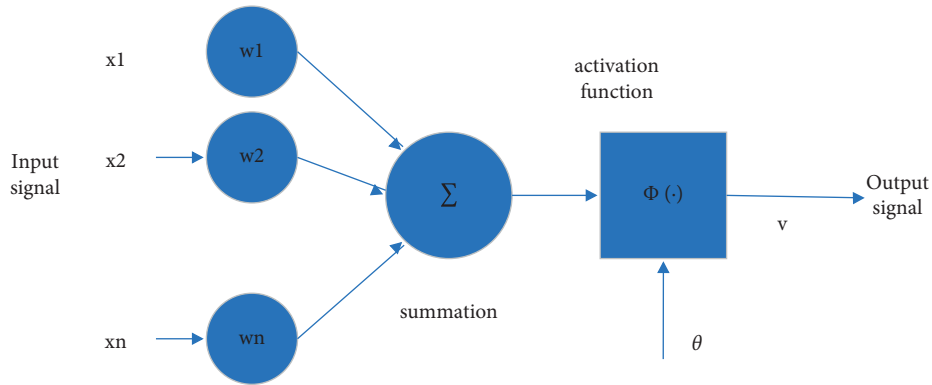 x1
w1
activation
function
Input
signal
x2
w2
Σ
Φ (·)
Output
signal
v
summation
xn
wn
θ